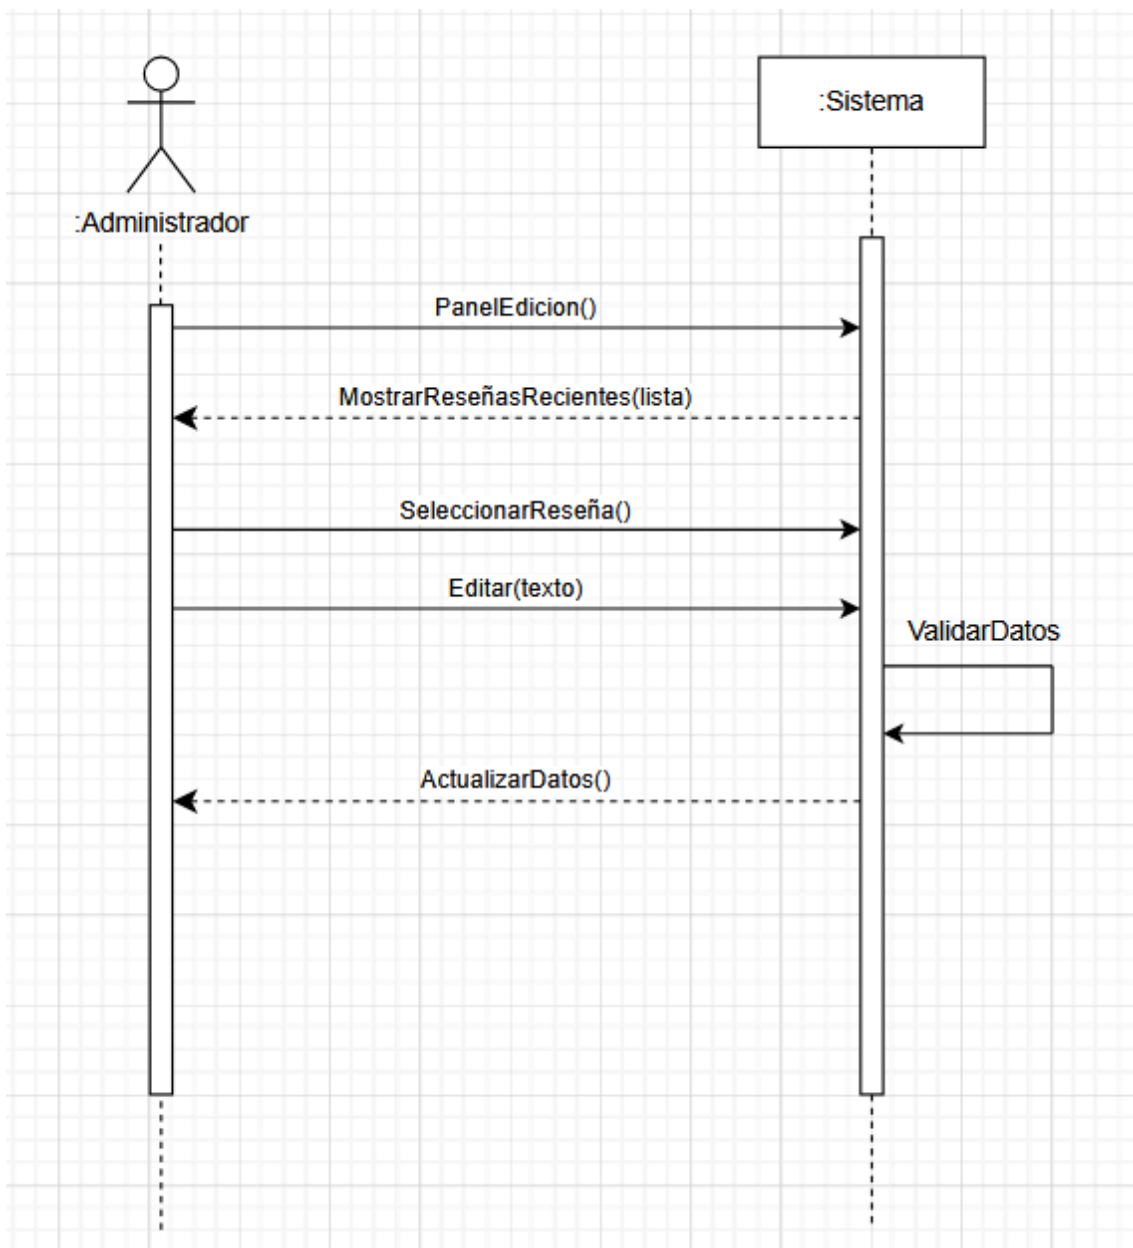 :Sistema
:Administrador
PanelEdicion()
MostrarReseñasRecientes(lista)
SeleccionarReseña()
Editar(texto)
ValidarDatos
ActualizarDatos()